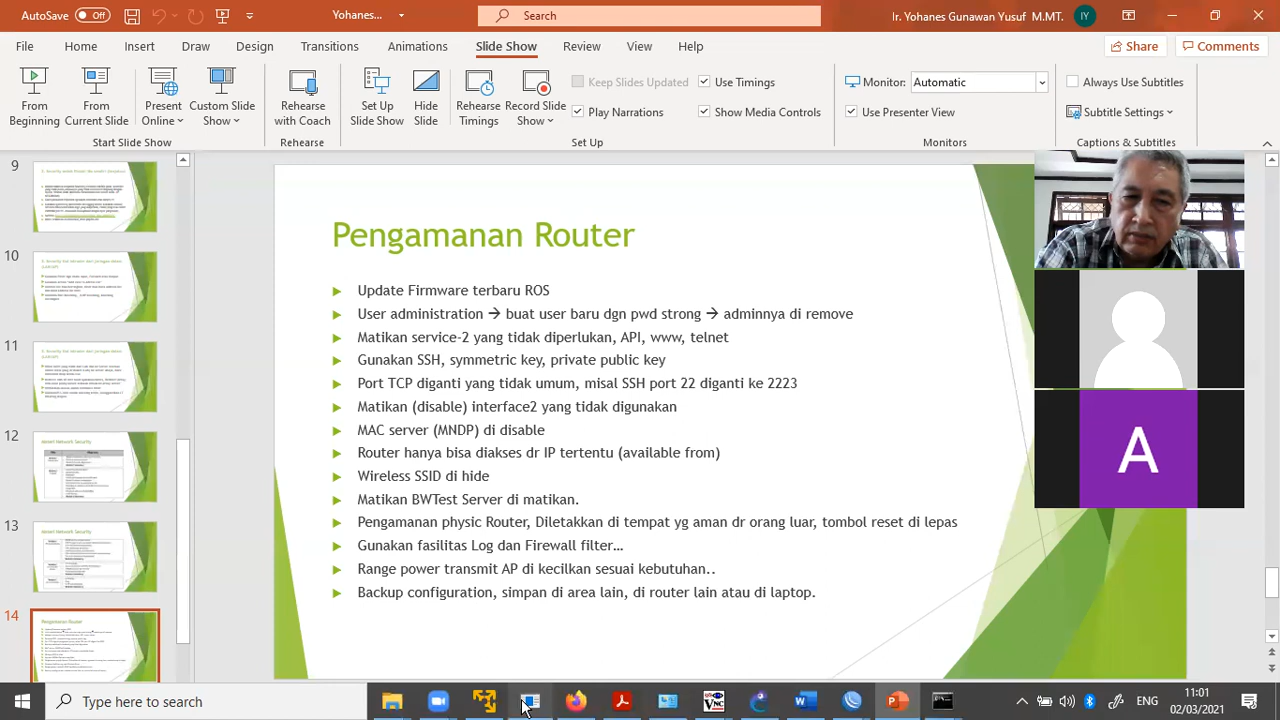 AutoSave Off Yohanes... Search Ir. Yohanes Gunawan Yusuf M.MT. IY
File Home Insert Draw Design Transitions Animations Slide Show Review View Help Share Comments
From Beginning
From Current Slide
Present Online
Custom Slide Show
Start Slide Show
Rehearse with Coach
Rehearse
Set Up Slide Show
Hide Slide
Rehearse Timings
Record Slide Show
Keep Slides Updated
Play Narrations
Use Timings
Show Media Controls
Set Up
Monitor: Automatic
Use Presenter View
Monitors
Always Use Subtitles
Subtitle Settings
Captions & Subtitles
9
10
11
12
13
14
Pengamanan Router
Update Firmware terbaru ROS
User administration → buat user baru dgn pwd strong → adminnya di remove
Matikan service-2 yang tidak diperlukan, API, www, telnet
Gunakan SSH, symmetric key, private public key
Port TCP diganti yang tidak umum, misal SSH port 22 diganti ke 2223
Matikan (disable) interface2 yang tidak digunakan
MAC server (MNDP) di disable
Router hanya bisa diakses dr IP tertentu (available from)
Wireless SSID di hide
Matikan BWTest Server di matikan.
Pengamanan physic Router, Diletakkan di tempat yg aman dr orang luar, tombol reset di lepas
Gunakan fasilitas Log dan Firewall filter…
Range power transmit AP di kecilkan sesuai kebutuhan..
Backup configuration, simpan di area lain, di router lain atau di laptop.
A
Type here to search
ENG
11:01
02/03/2021